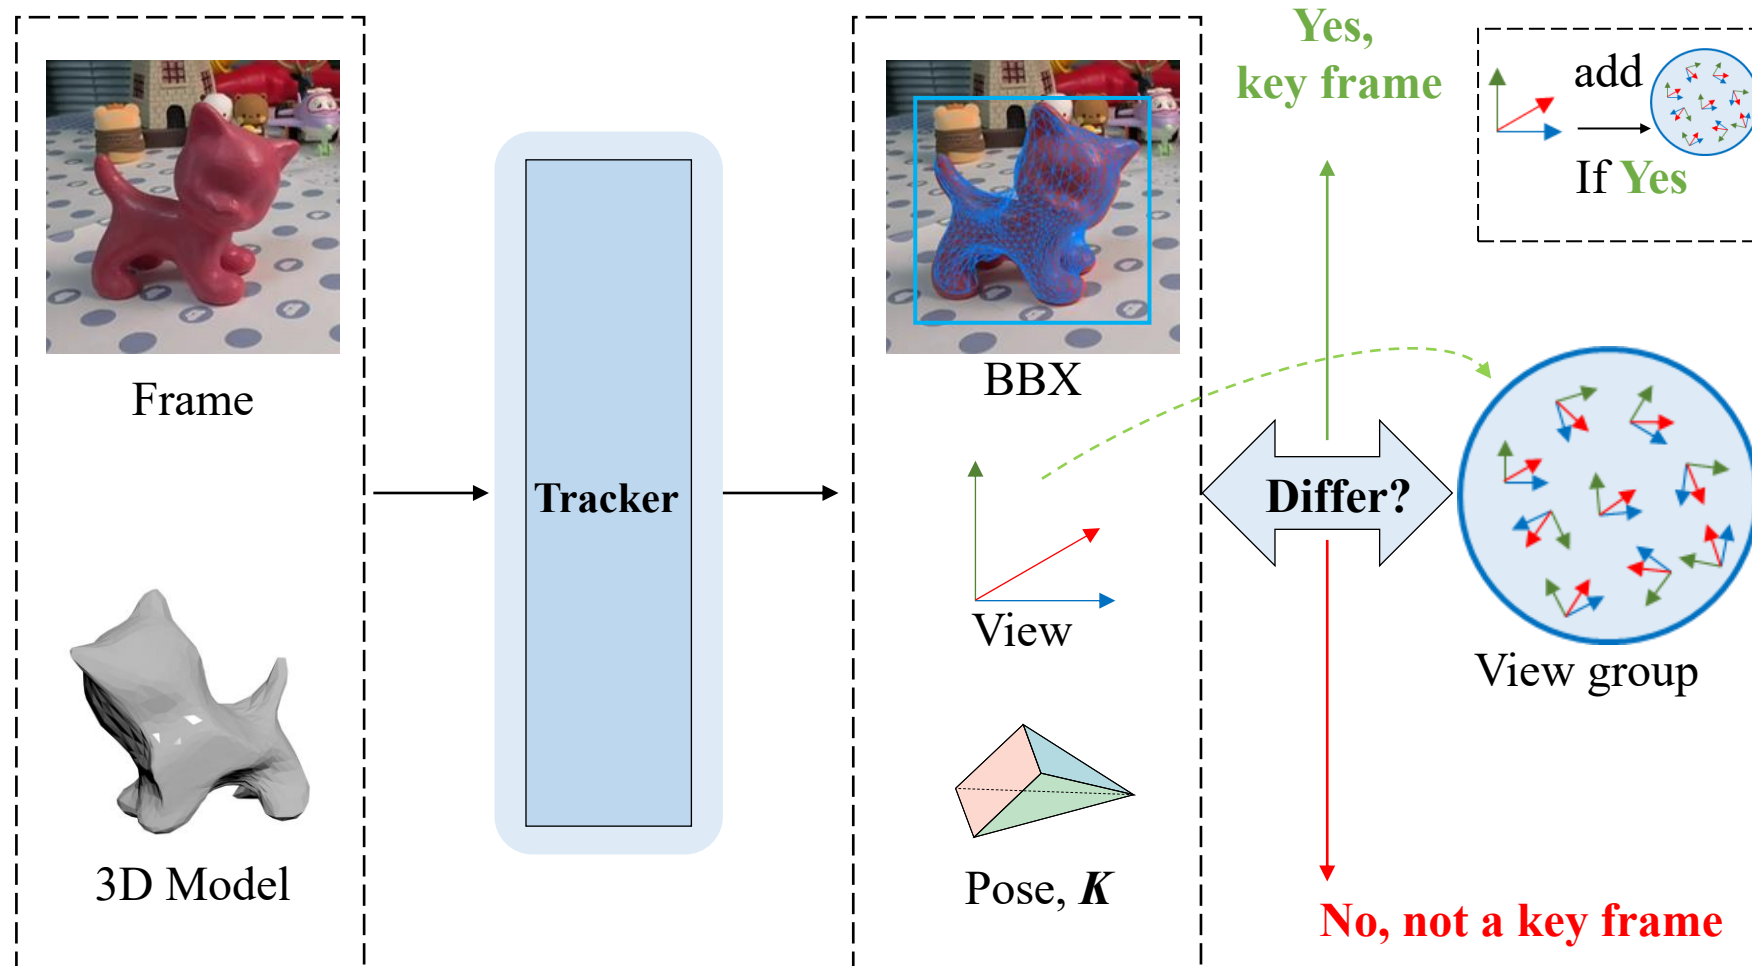 Frame
3D Model
Tracker
BBX
View
Pose, K
Yes,
key frame
Differ?
No, not a key frame
add
If Yes
View group